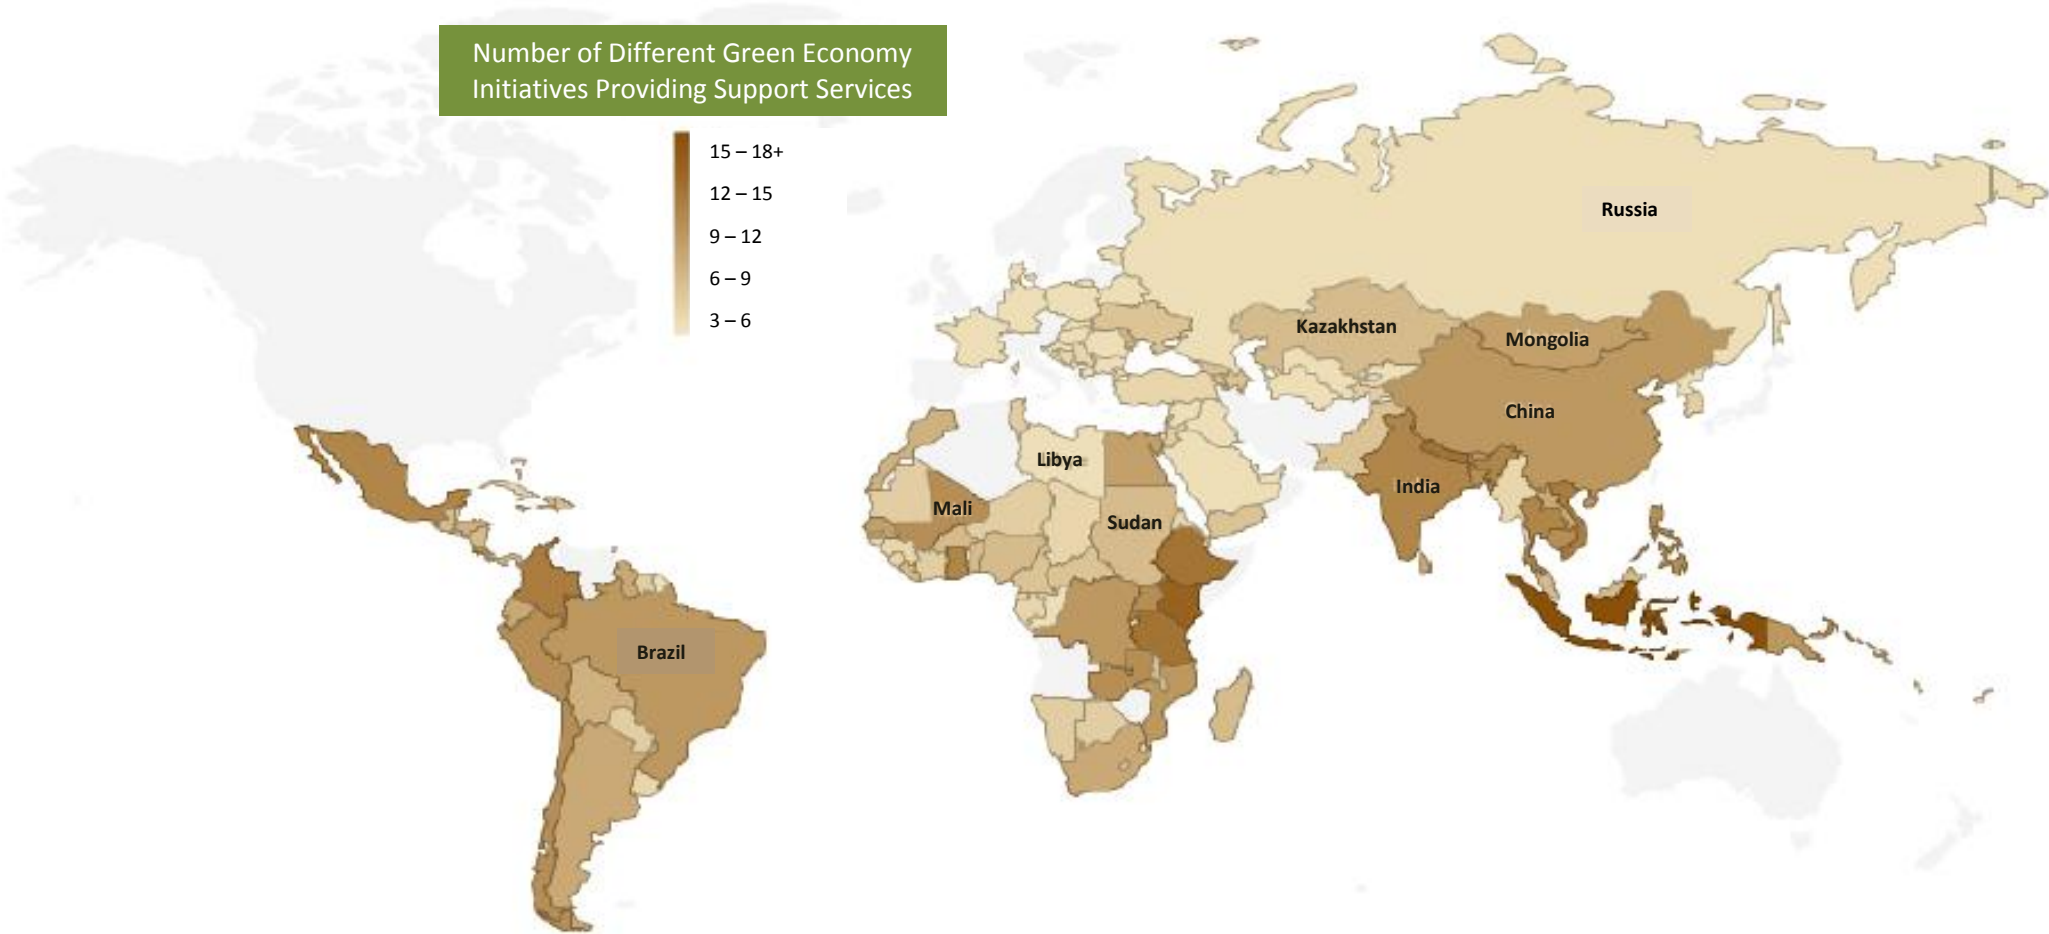 Number of Different Green Economy
Initiatives Providing Support Services
15 – 18+
12 – 15
9 – 12
6 – 9
3 – 6
Russia
Kazakhstan
Mongolia
China
Libya
India
Mali
Sudan
Brazil